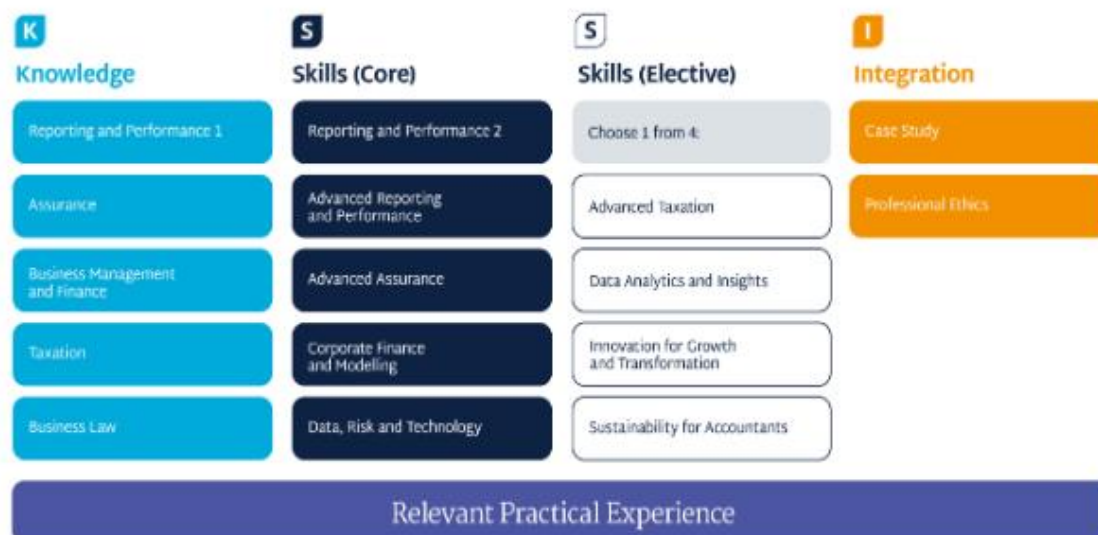 K
Knowledge
Reporting and Performance 1
Assurance
Business Management
and Finance
Taxation
Business Law
S
Skills (Core)
Reporting and Performance 2
Advanced Reporting
and Performance
Advanced Assurance
Corporate Finance
and Modelling
Data, Risk and Technology
S
Skills (Elective)
Choose 1 from 4:
Advanced Taxation
Data Analytics and Insights
Innovation for Growth
and Transformation
Sustainability for Accountants
I
Integration
Case Study
Professional Ethics
Relevant Practical Experience